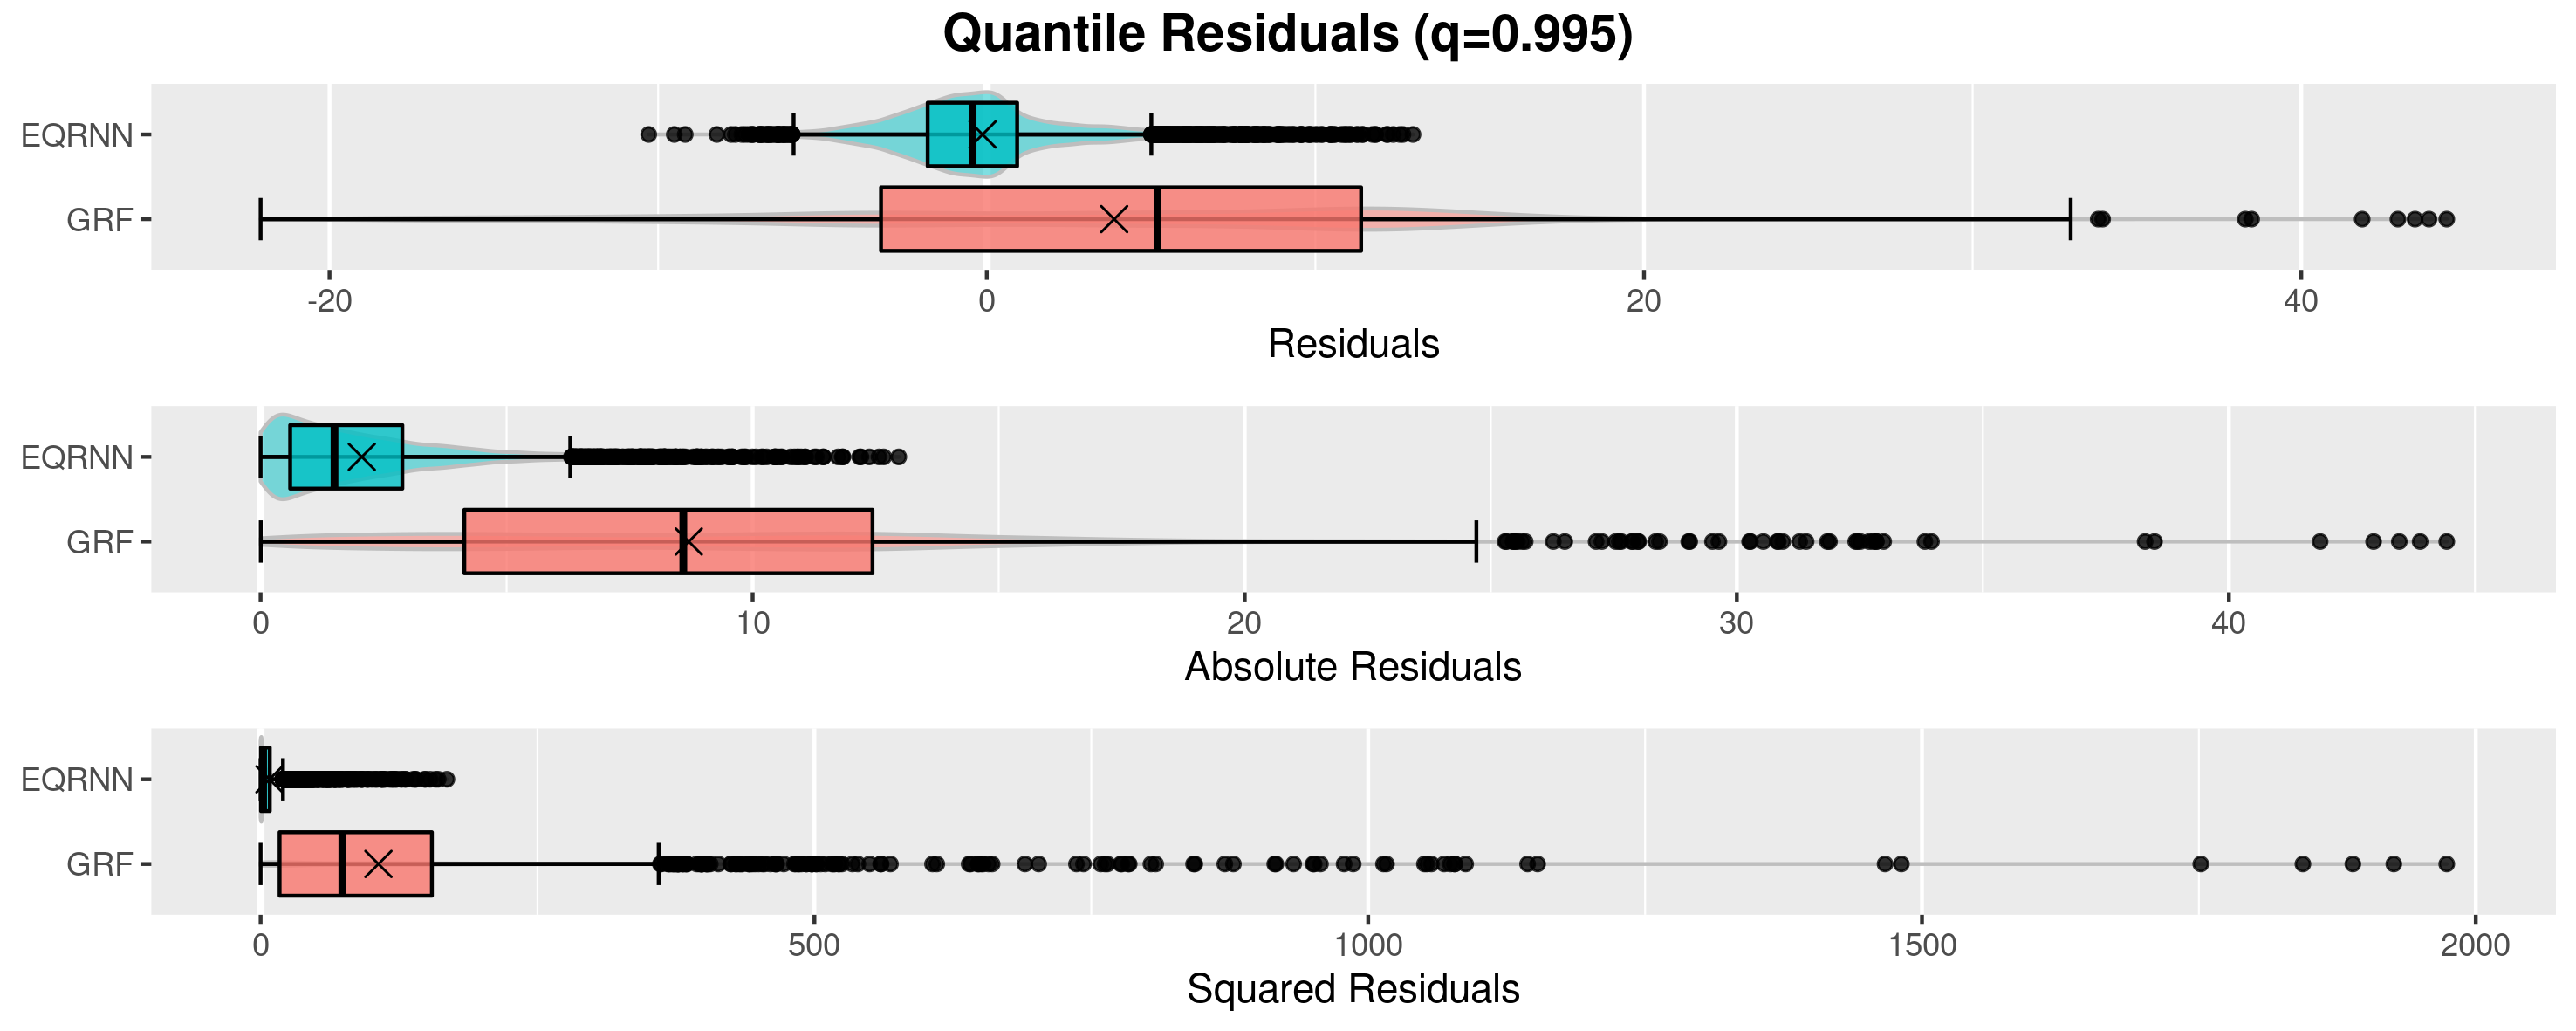 Quantile Residuals (q=0.995)
EQRNN
GRF
-20 0 20 40
Residuals
EQRNN
GRF
0 10 20 30 40
Absolute Residuals
EQRNN
GRF
0 500 1000 1500 2000
Squared Residuals